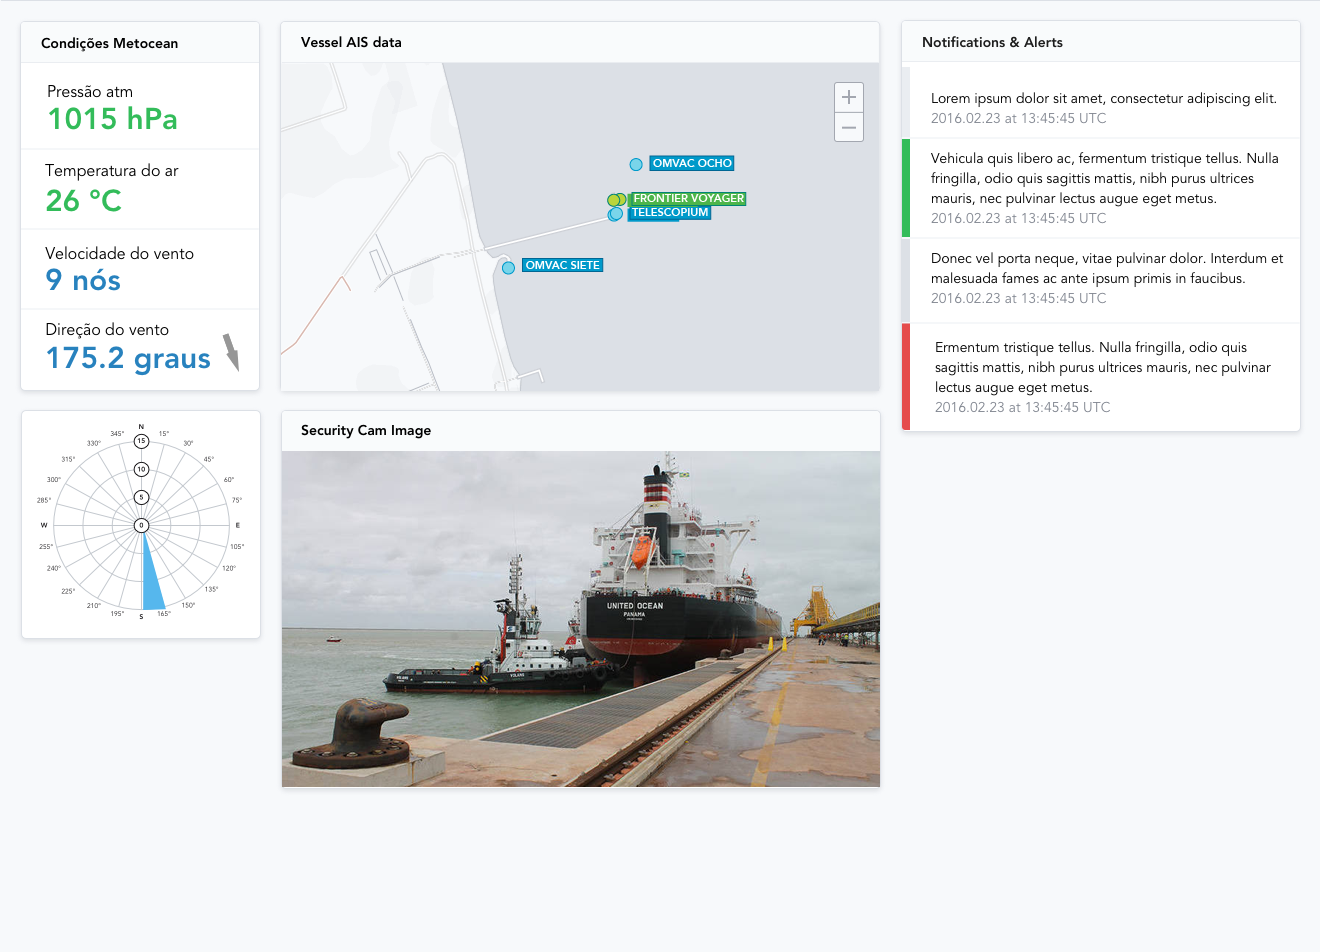 Condições Metocean
Pressão atm
1015 hPa
Temperatura do ar
26 °C
Velocidade do vento
9 nós
Direção do vento
175.2 graus
N
15
10
5
0
15°
30°
45°
60°
75°
E
105°
120°
135°
150°
165°
S
195°
210°
225°
240°
255°
W
285°
300°
315°
330°
345°
Vessel AIS data
+
−
OMVAC OCHO
FRONTIER VOYAGER
TELESCOPIUM
OMVAC SIETE
Security Cam Image
UNITED OCEAN
PANAMA
VOLANS
VOLANS
Notifications & Alerts
Lorem ipsum dolor sit amet, consectetur adipiscing elit.
2016.02.23 at 13:45:45 UTC
Vehicula quis libero ac, fermentum tristique tellus. Nulla
fringilla, odio quis sagittis mattis, nibh purus ultrices
mauris, nec pulvinar lectus augue eget metus.
2016.02.23 at 13:45:45 UTC
Donec vel porta neque, vitae pulvinar dolor. Interdum et
malesuada fames ac ante ipsum primis in faucibus.
2016.02.23 at 13:45:45 UTC
Ermentum tristique tellus. Nulla fringilla, odio quis
sagittis mattis, nibh purus ultrices mauris, nec pulvinar
lectus augue eget metus.
2016.02.23 at 13:45:45 UTC